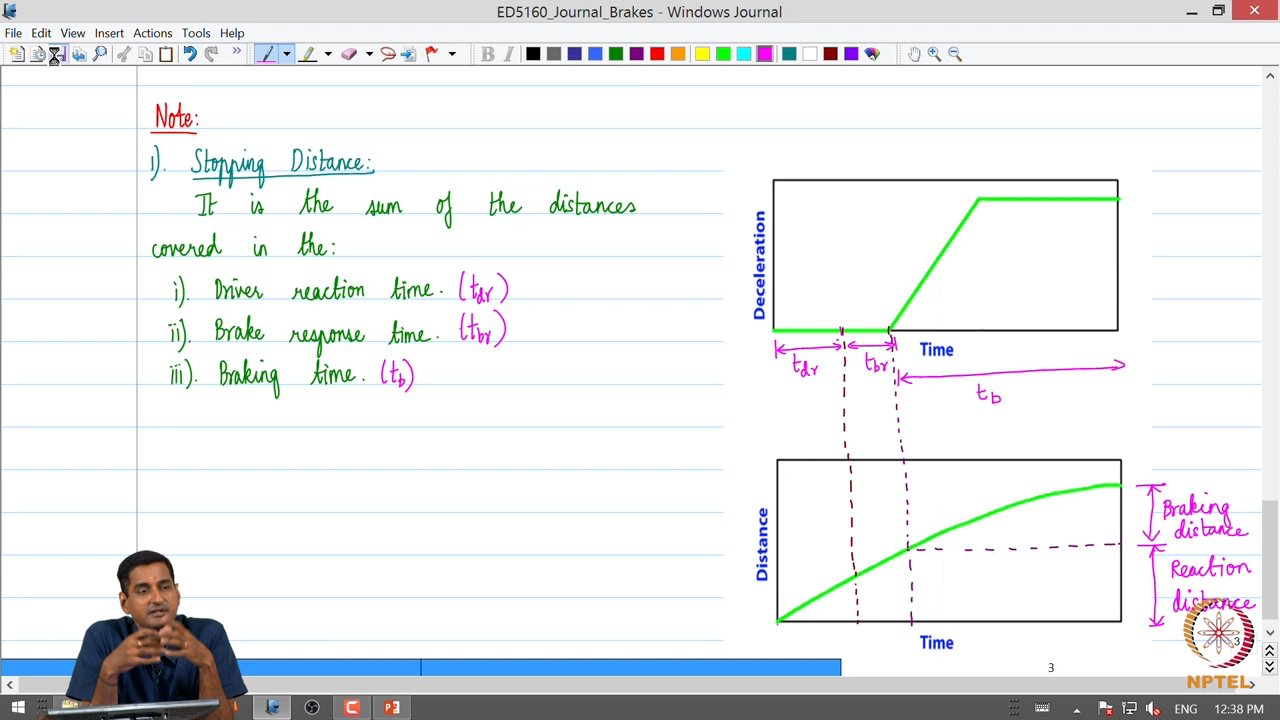 ED5160_Journal_Brakes - Windows Journal
File Edit View Insert Actions Tools Help
Note:
1). Stopping Distance:
It is the sum of the distances
covered in the:
i). Driver reaction time. (tdr)
ii). Brake response time. (tbr)
iii). Braking time. (tb)
Deceleration
Time
tdr
tbr
tb
Distance
Time
Braking
distance
Reaction
distance
3
3
NPTEL
ENG 12:38 PM